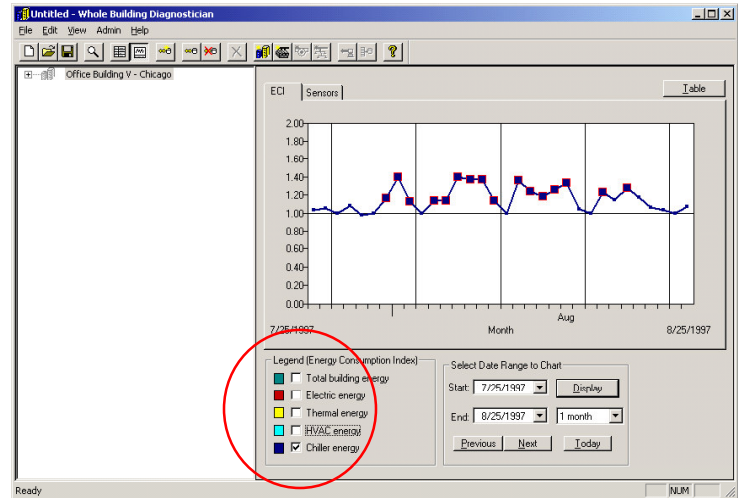 Untitled - Whole Building Diagnostician
File Edit View Admin Help
Office Building V - Chicago
ECI Sensors Table
2.00
1.80
1.60
1.40
1.20
1.00
0.80
0.60
0.40
0.20
0.00
Aug
7/25/1997 Month 8/25/1997
Legend (Energy Consumption Index)
Total building energy
Electric energy
Thermal energy
HVAC energy
Chiller energy
Select Date Range to Chart
Start: 7/25/1997 Display
End: 8/25/1997 1 month
Previous Next Today
Ready NUM